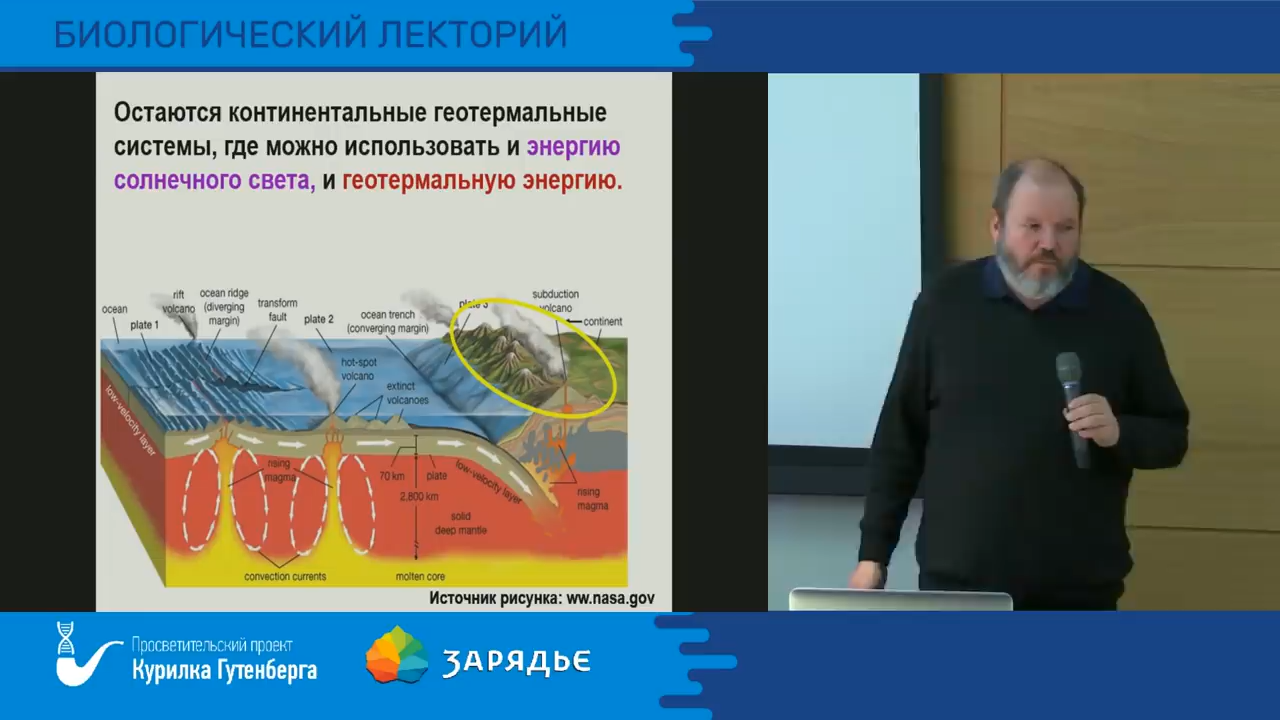 БИОЛОГИЧЕСКИЙ ЛЕКТОРИЙ
Остаются континентальные геотермальные
системы, где можно использовать и энергию
солнечного света, и геотермальную энергию.
ocean
plate 1
rift
volcano
ocean ridge
(diverging
margin)
transform
fault
plate 2
ocean trench
(converging margin)
plate 3
subduction
volcano
continent
hot-spot
volcano
extinct
volcanoes
low-velocity layer
rising
magma
70 km
plate
2,800 km
low-velocity layer
solid
deep mantle
rising
magma
convection currents
molten core
Источник рисунка: ww.nasa.gov
Просветительский проект
Курилка Гутенберга
ЗАРЯДЬЕ